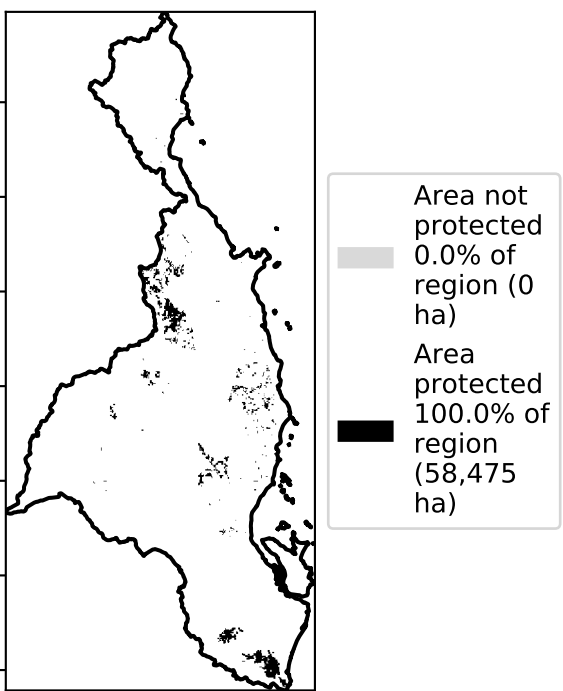 Area not
protected
0.0% of
region (0
ha)
Area
protected
100.0% of
region
(58,475
ha)